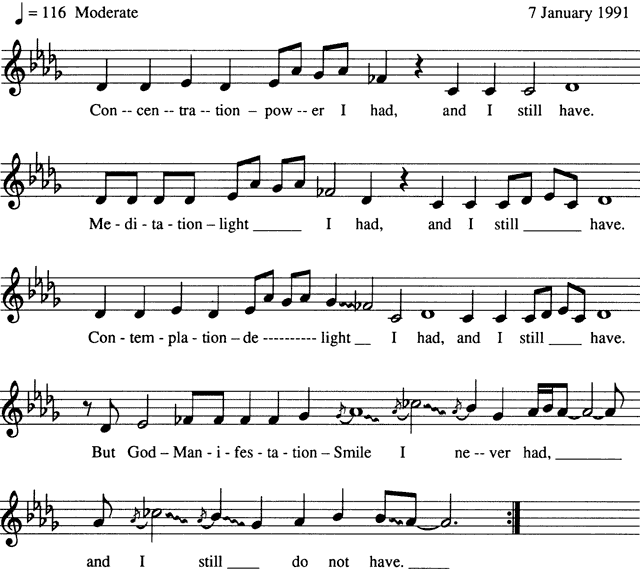 ♩ = 116 Moderate 7 January 1991
Con -- cen -- tra -- tion – pow -- er I had, and I still have.
Me - di - ta - tion – light ______ I had, and I still _______ have.
Con - tem - pla - tion – de ---------- light __ I had, and I still ____ have.
But God – Man - i - fes - ta - tion – Smile I ne -- ver had, ________
and I still ____ do not have. _____